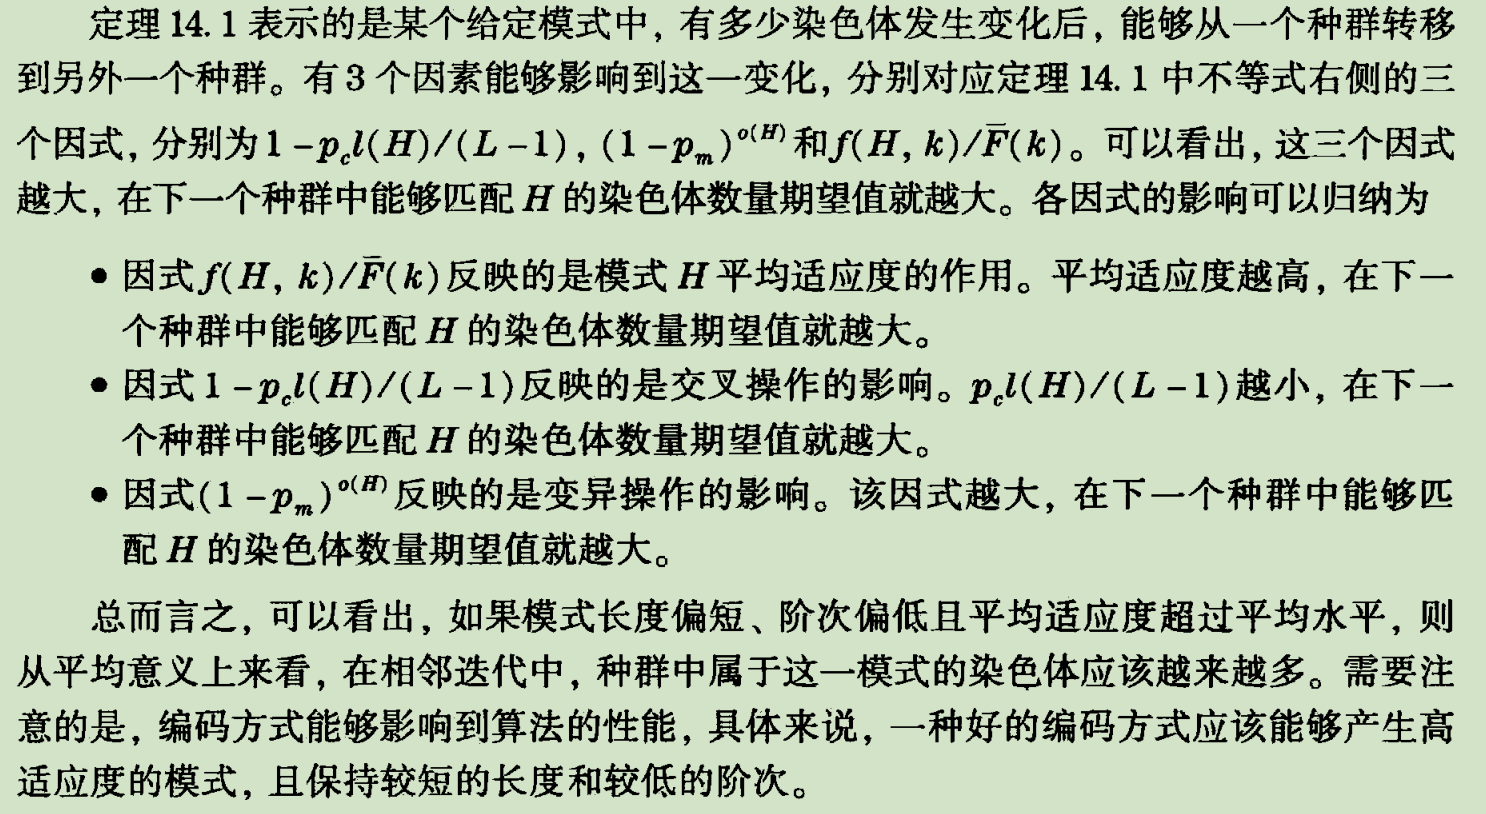 定理 14.1 表示的是某个给定模式中，有多少染色体发生变化后，能够从一个种群转移
到另外一个种群。有 3 个因素能够影响到这一变化，分别对应定理 14.1 中不等式右侧的三
个因式，分别为 1 - p_c l(H)/(L - 1)，(1 - p_m)^{o(H)} 和 f(H, k)/F̄(k)。可以看出，这三个因式
越大，在下一个种群中能够匹配 H 的染色体数量期望值就越大。各因式的影响可以归纳为
● 因式 f(H, k)/F̄(k) 反映的是模式 H 平均适应度的作用。平均适应度越高，在下一
个种群中能够匹配 H 的染色体数量期望值就越大。
● 因式 1 - p_c l(H)/(L - 1) 反映的是交叉操作的影响。p_c l(H)/(L - 1) 越小，在下一
个种群中能够匹配 H 的染色体数量期望值就越大。
● 因式 (1 - p_m)^{o(H)} 反映的是变异操作的影响。该因式越大，在下一个种群中能够匹
配 H 的染色体数量期望值就越大。
总而言之，可以看出，如果模式长度偏短、阶次偏低且平均适应度超过平均水平，则
从平均意义上来看，在相邻迭代中，种群中属于这一模式的染色体应该越来越多。需要注
意的是，编码方式能够影响到算法的性能，具体来说，一种好的编码方式应该能够产生高
适应度的模式，且保持较短的长度和较低的阶次。